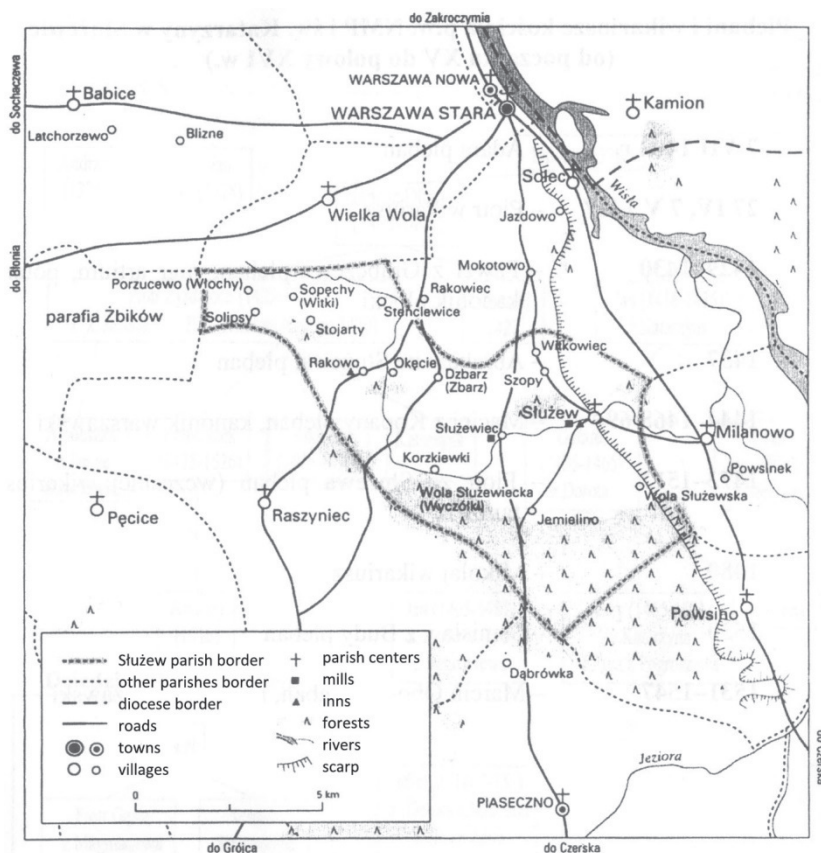 do Zakroczymia
do Sochaczewa
WARSZAWA NOWA
Babice
WARSZAWA STARA
Kamion
Latchorzewo
Blizne
Solec
Wisła
Wielka Wola
Jazdowo
do Błonia
Mokotowo
Porzucewo (Włochy)
Sopęchy
(Witki)
Rakowiec
parafia Żbików
Stenclewice
Solipsy
Stojarty
Witkowiec
Rakowo
Okęcie
Dzbarz
(Zbarz)
Szopy
Służew
Służewiec
Milanowo
Korzkiewki
Powsinek
Wola Służewiecka
(Wyczółki)
Wola Służewska
Pęcice
Raszyniec
Jemielino
Powsino
Dąbrówka
Służew parish border
other parishes border
diocese border
roads
towns
villages
parish centers
mills
inns
forests
rivers
scarp
0 5 km
Jeziora
do Czerska
PIASECZNO
do Grójca
do Czerska